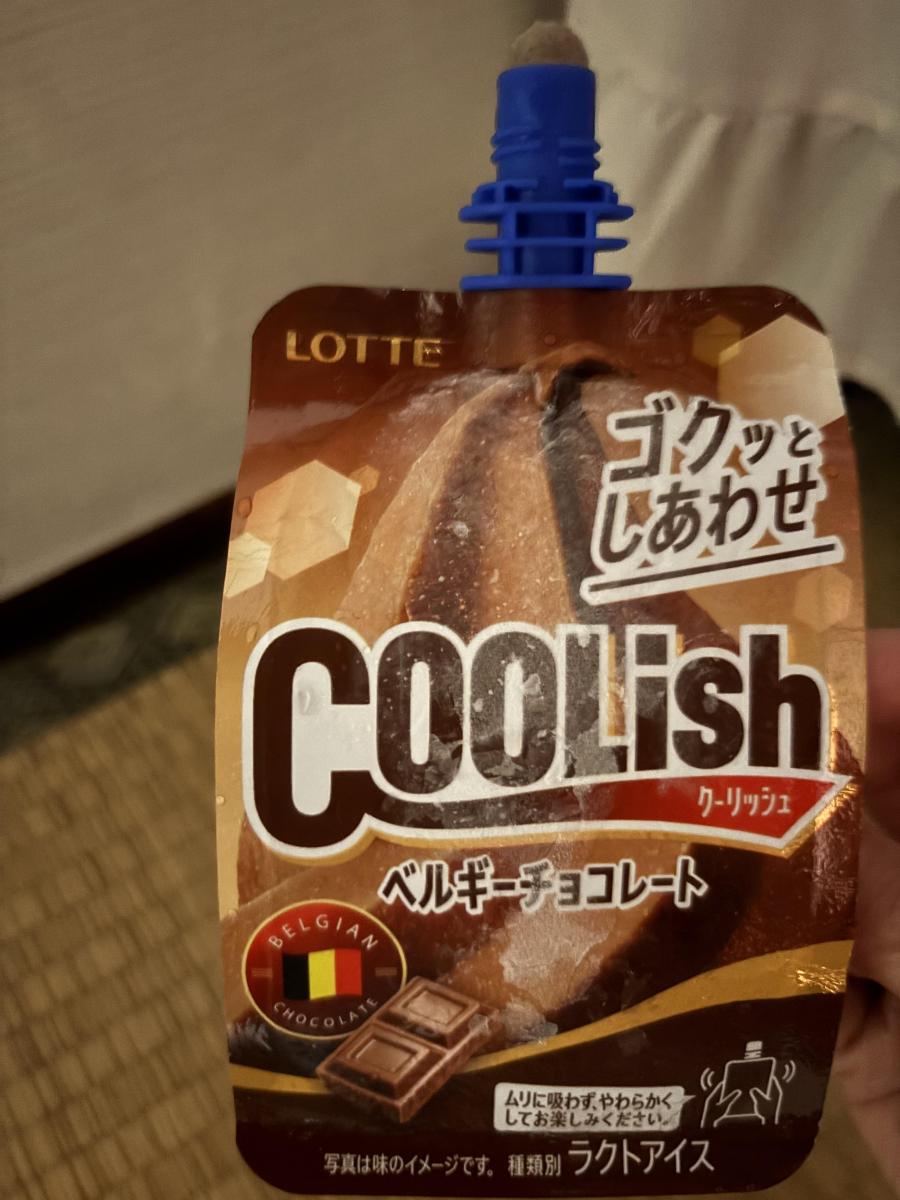 LOTTE
ゴクッと
しあわせ
COOLish
クーリッシュ
ベルギーチョコレート
BELGIAN
CHOCOLATE
ムリに吸わず、やわらかく
してお楽しみください。
写真は味のイメージです。 種類別 ラクトアイス